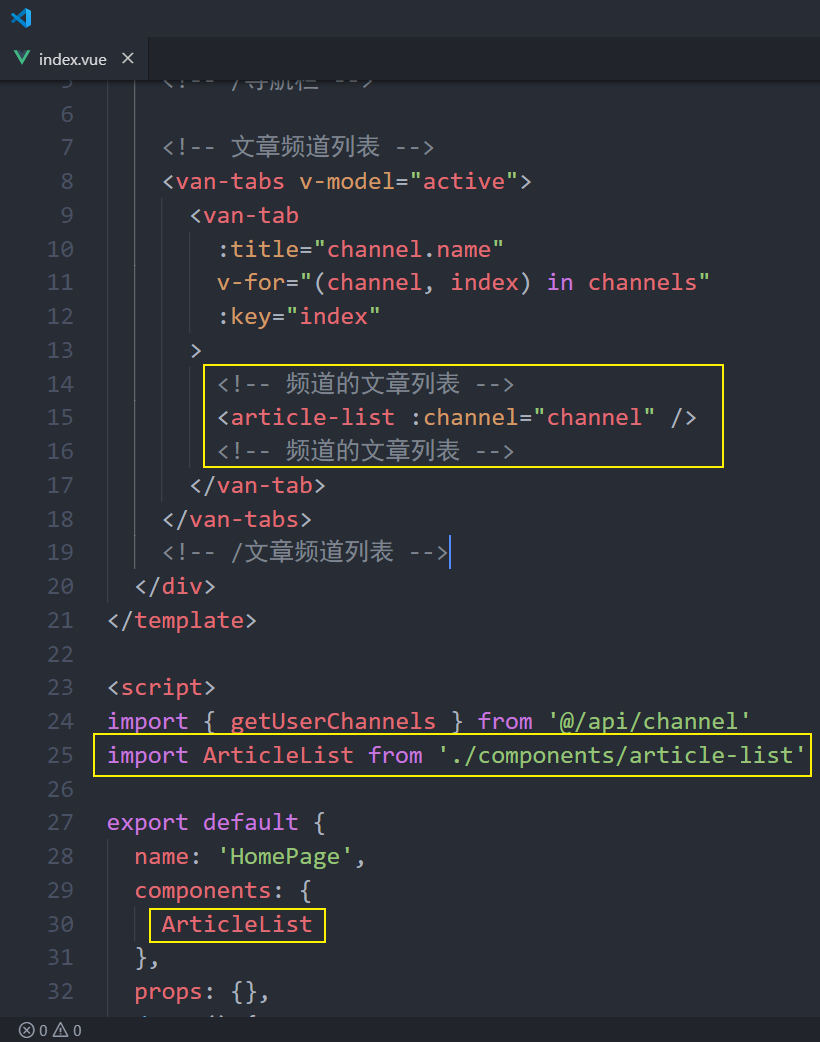 index.vue
5 <!-- /导航栏 -->
6
7 <!-- 文章频道列表 -->
8 <van-tabs v-model="active">
9 <van-tab
10 :title="channel.name"
11 v-for="(channel, index) in channels"
12 :key="index"
13 >
14 <!-- 频道的文章列表 -->
15 <article-list :channel="channel" />
16 <!-- 频道的文章列表 -->
17 </van-tab>
18 </van-tabs>
19 <!-- /文章频道列表 -->
20 </div>
21 </template>
22
23 <script>
24 import { getUserChannels } from '@/api/channel'
25 import ArticleList from './components/article-list'
26
27 export default {
28 name: 'HomePage',
29 components: {
30 ArticleList
31 },
32 props: {},
0 0